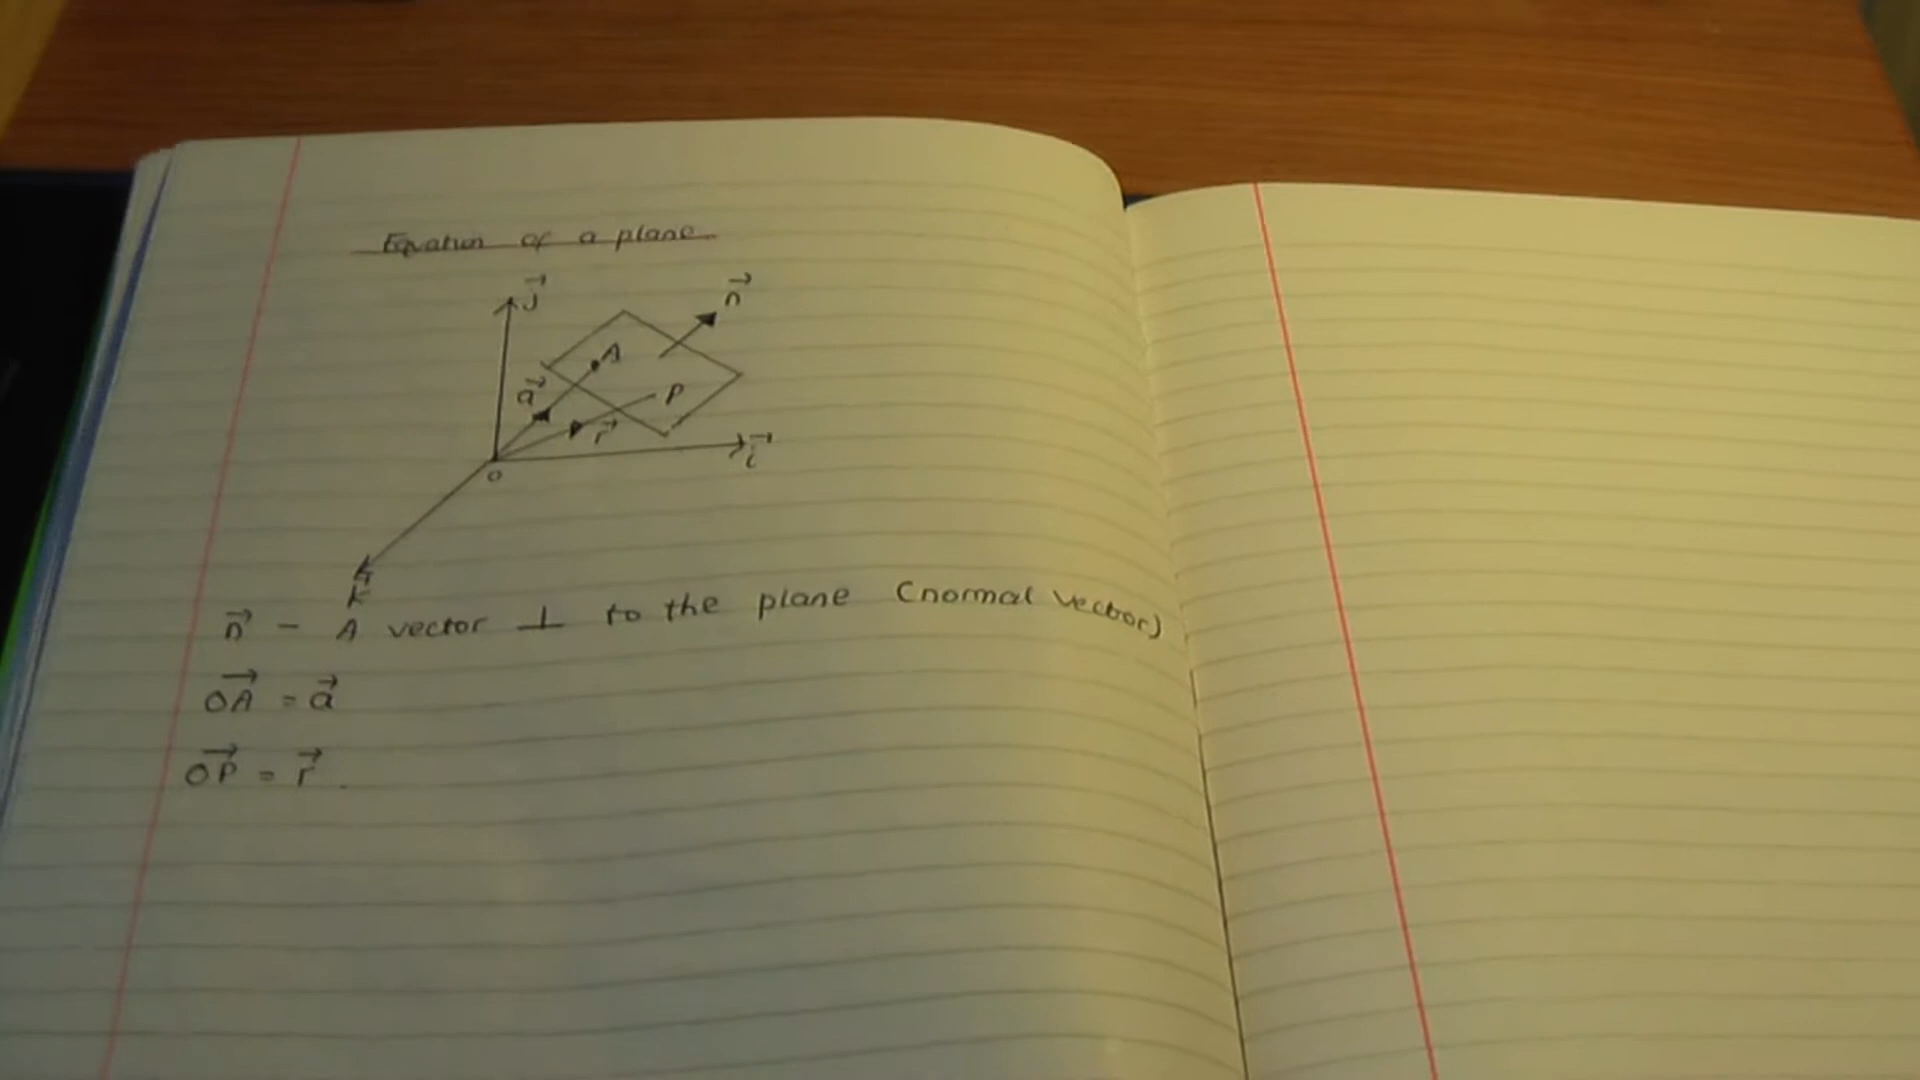 Equation of a plane
j⃗
n⃗
A
a⃗
P
r⃗
i⃗
o
k⃗
n⃗ - A vector ⊥ to the plane (normal vector)
OA⃗ = a⃗
OP⃗ = r⃗.